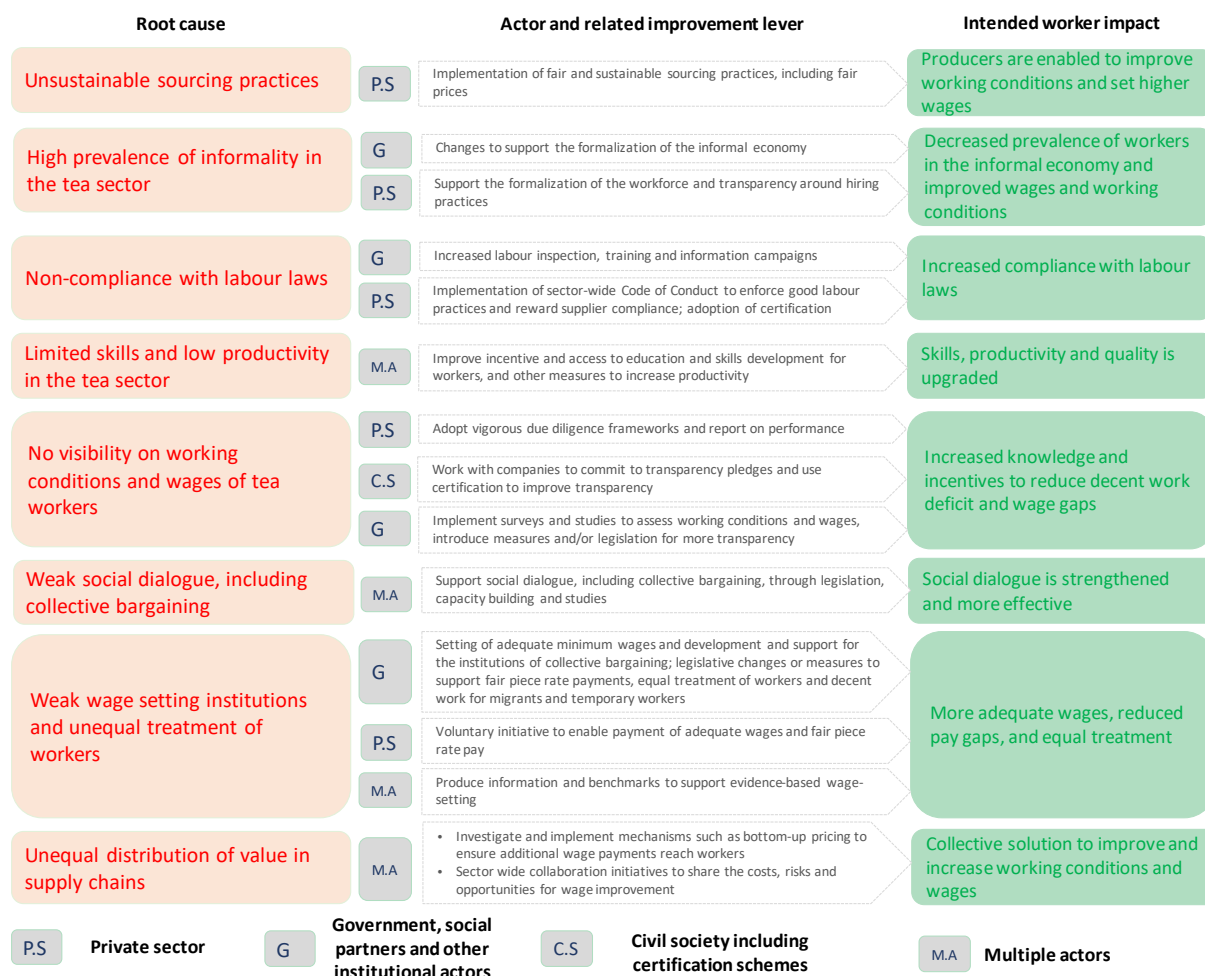 Root cause
Actor and related improvement lever
Intended worker impact
Unsustainable sourcing practices
P.S
Implementation of fair and sustainable sourcing practices, including fair
prices
Producers are enabled to improve
working conditions and set higher
wages
High prevalence of informality in
the tea sector
G
Changes to support the formalization of the informal economy
P.S
Support the formalization of the workforce and transparency around hiring
practices
Decreased prevalence of workers
in the informal economy and
improved wages and working
conditions
Non-compliance with labour laws
G
Increased labour inspection, training and information campaigns
P.S
Implementation of sector-wide Code of Conduct to enforce good labour
practices and reward supplier compliance; adoption of certification
Increased compliance with labour
laws
Limited skills and low productivity
in the tea sector
M.A
Improve incentive and access to education and skills development for
workers, and other measures to increase productivity
Skills, productivity and quality is
upgraded
No visibility on working
conditions and wages of tea
workers
P.S
Adopt vigorous due diligence frameworks and report on performance
C.S
Work with companies to commit to transparency pledges and use
certification to improve transparency
G
Implement surveys and studies to assess working conditions and wages,
introduce measures and/or legislation for more transparency
Increased knowledge and
incentives to reduce decent work
deficit and wage gaps
Weak social dialogue, including
collective bargaining
M.A
Support social dialogue, including collective bargaining, through legislation,
capacity building and studies
Social dialogue is strengthened
and more effective
Weak wage setting institutions
and unequal treatment of
workers
G
Setting of adequate minimum wages and development and support for
the institutions of collective bargaining; legislative changes or measures to
support fair piece rate payments, equal treatment of workers and decent
work for migrants and temporary workers
P.S
Voluntary initiative to enable payment of adequate wages and fair piece
rate pay
M.A
Produce information and benchmarks to support evidence-based wage-
setting
More adequate wages, reduced
pay gaps, and equal treatment
Unequal distribution of value in
supply chains
M.A
• Investigate and implement mechanisms such as bottom-up pricing to
ensure additional wage payments reach workers
• Sector wide collaboration initiatives to share the costs, risks and
opportunities for wage improvement
Collective solution to improve and
increase working conditions and
wages
P.S
Private sector
G
Government, social
partners and other
institutional actors
C.S
Civil society including
certification schemes
M.A
Multiple actors